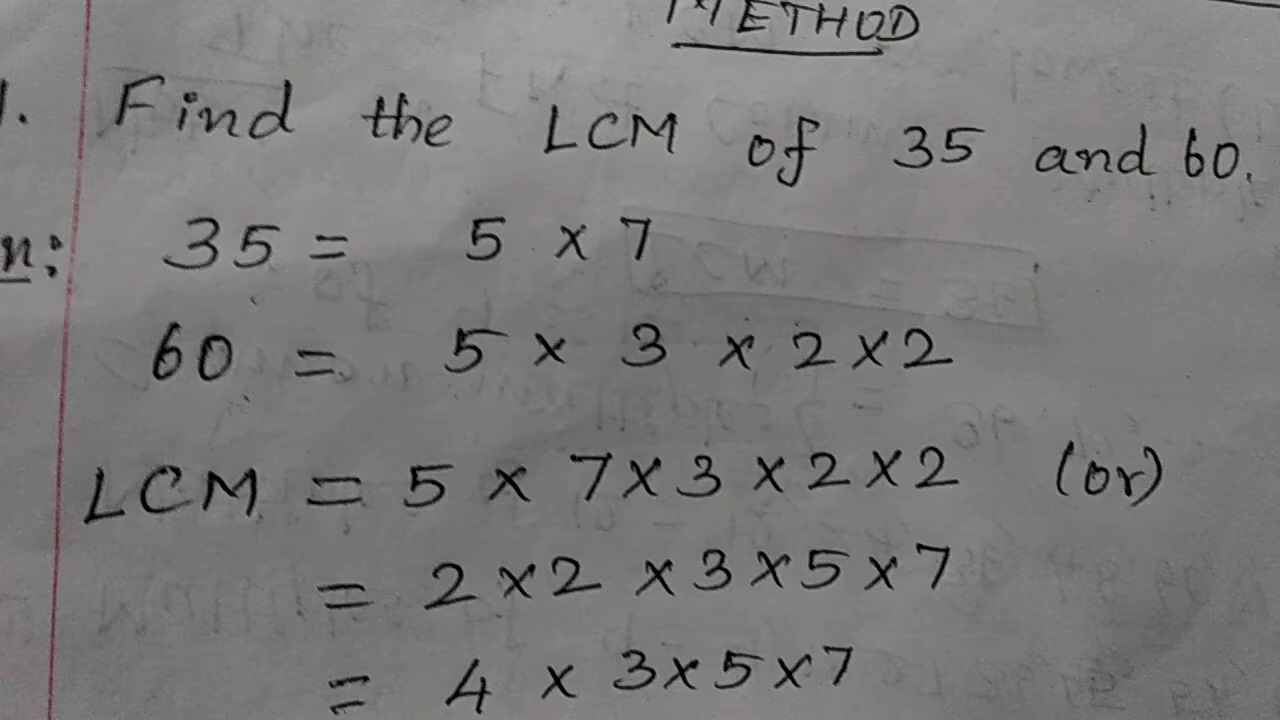 METHOD
1. Find the LCM of 35 and 60.
n: 35 = 5 x 7
60 = 5 x 3 x 2 x 2
LCM = 5 x 7 x 3 x 2 x 2 (or)
= 2 x 2 x 3 x 5 x 7
= 4 x 3 x 5 x 7